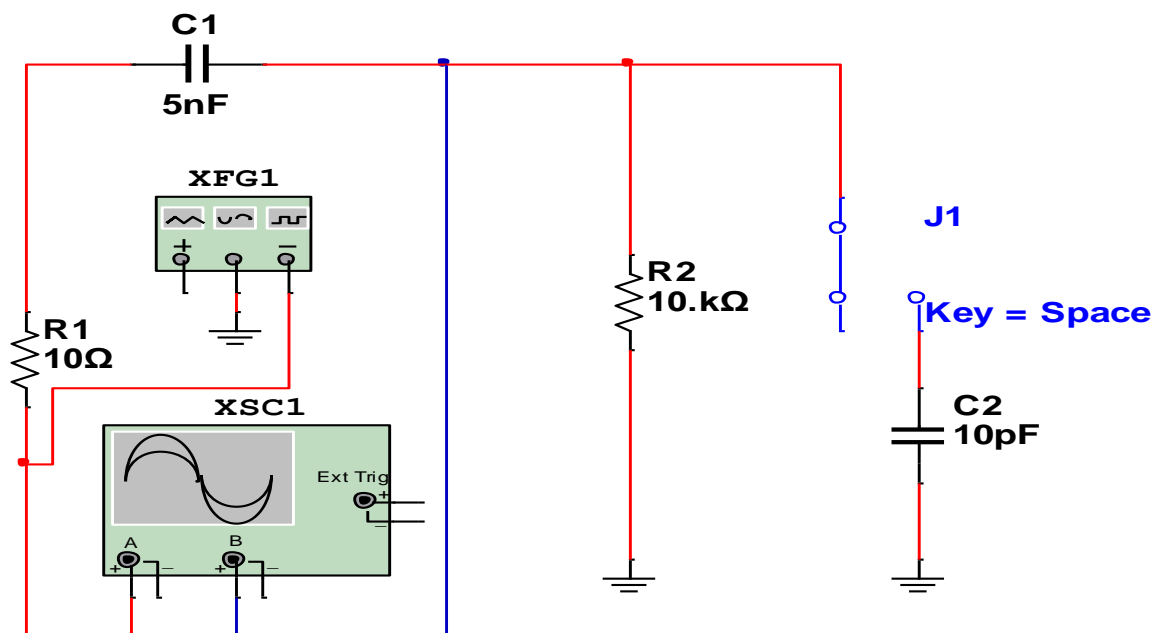 C1
5nF
XFG1
+
−
J1
R2
10.kΩ
Key = Space
R1
10Ω
XSC1
C2
10pF
Ext Trig
+
−
A
B
+
−
+
−